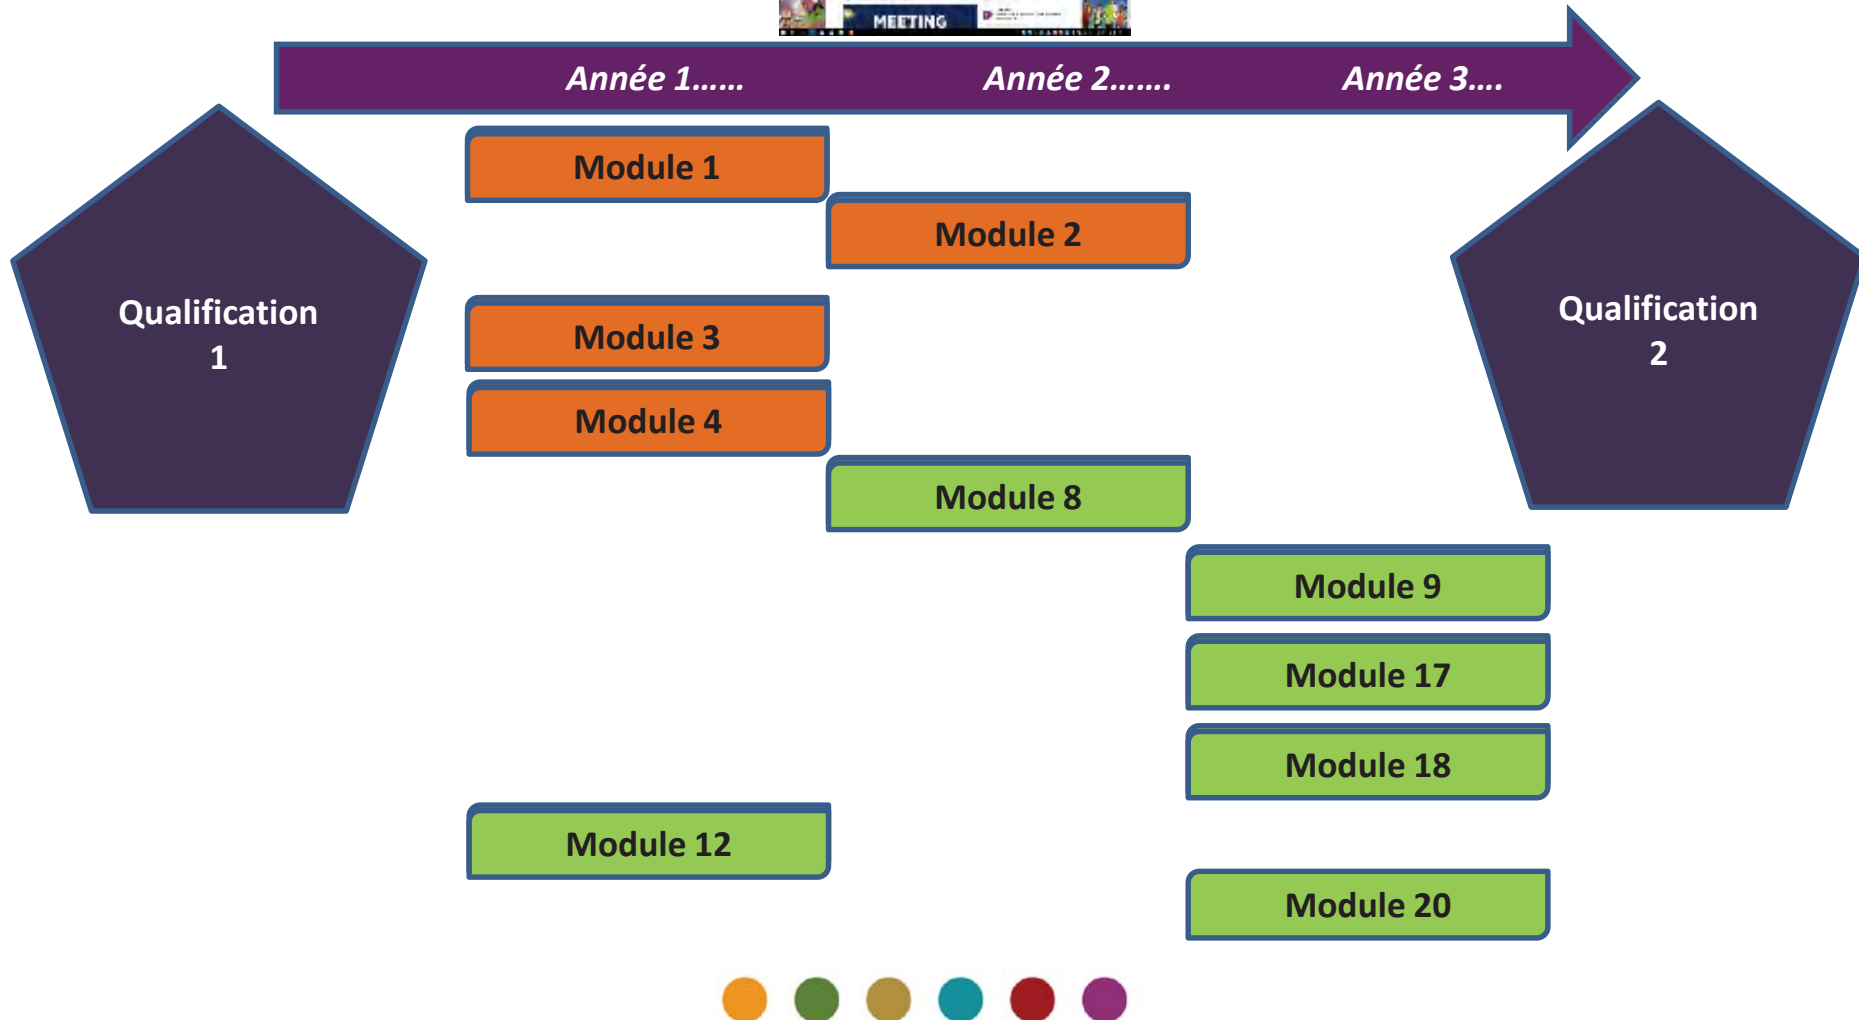 MEETING
Année 1......
Année 2.......
Année 3....
Qualification
1
Module 1
Module 2
Module 3
Module 4
Module 8
Module 9
Module 17
Module 18
Module 12
Module 20
Qualification
2